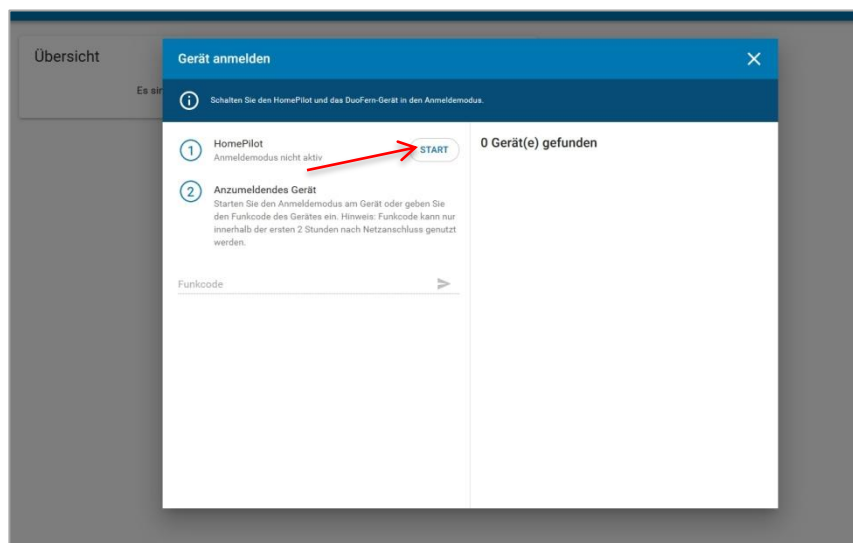 Übersicht
Es sin
Gerät anmelden
Schalten Sie den HomePilot und das DuoFern-Gerät in den Anmeldemodus.
1
HomePilot
Anmeldemodus nicht aktiv
START
2
Anzumeldendes Gerät
Starten Sie den Anmeldemodus am Gerät oder geben Sie
den Funkcode des Gerätes ein. Hinweis: Funkcode kann nur
innerhalb der ersten 2 Stunden nach Netzanschluss genutzt
werden.
Funkcode
0 Gerät(e) gefunden